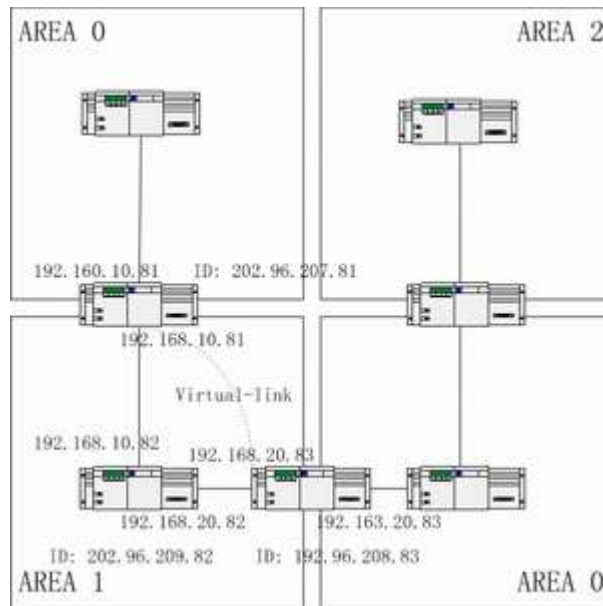 AREA 0
AREA 2
192.160.10.81 ID: 202.96.207.81
192.168.10.81
Virtual-link
192.168.10.82
192.168.20.83
192.168.20.82 192.163.20.83
ID: 202.96.209.82 ID: 192.96.208.83
AREA 1
AREA 0